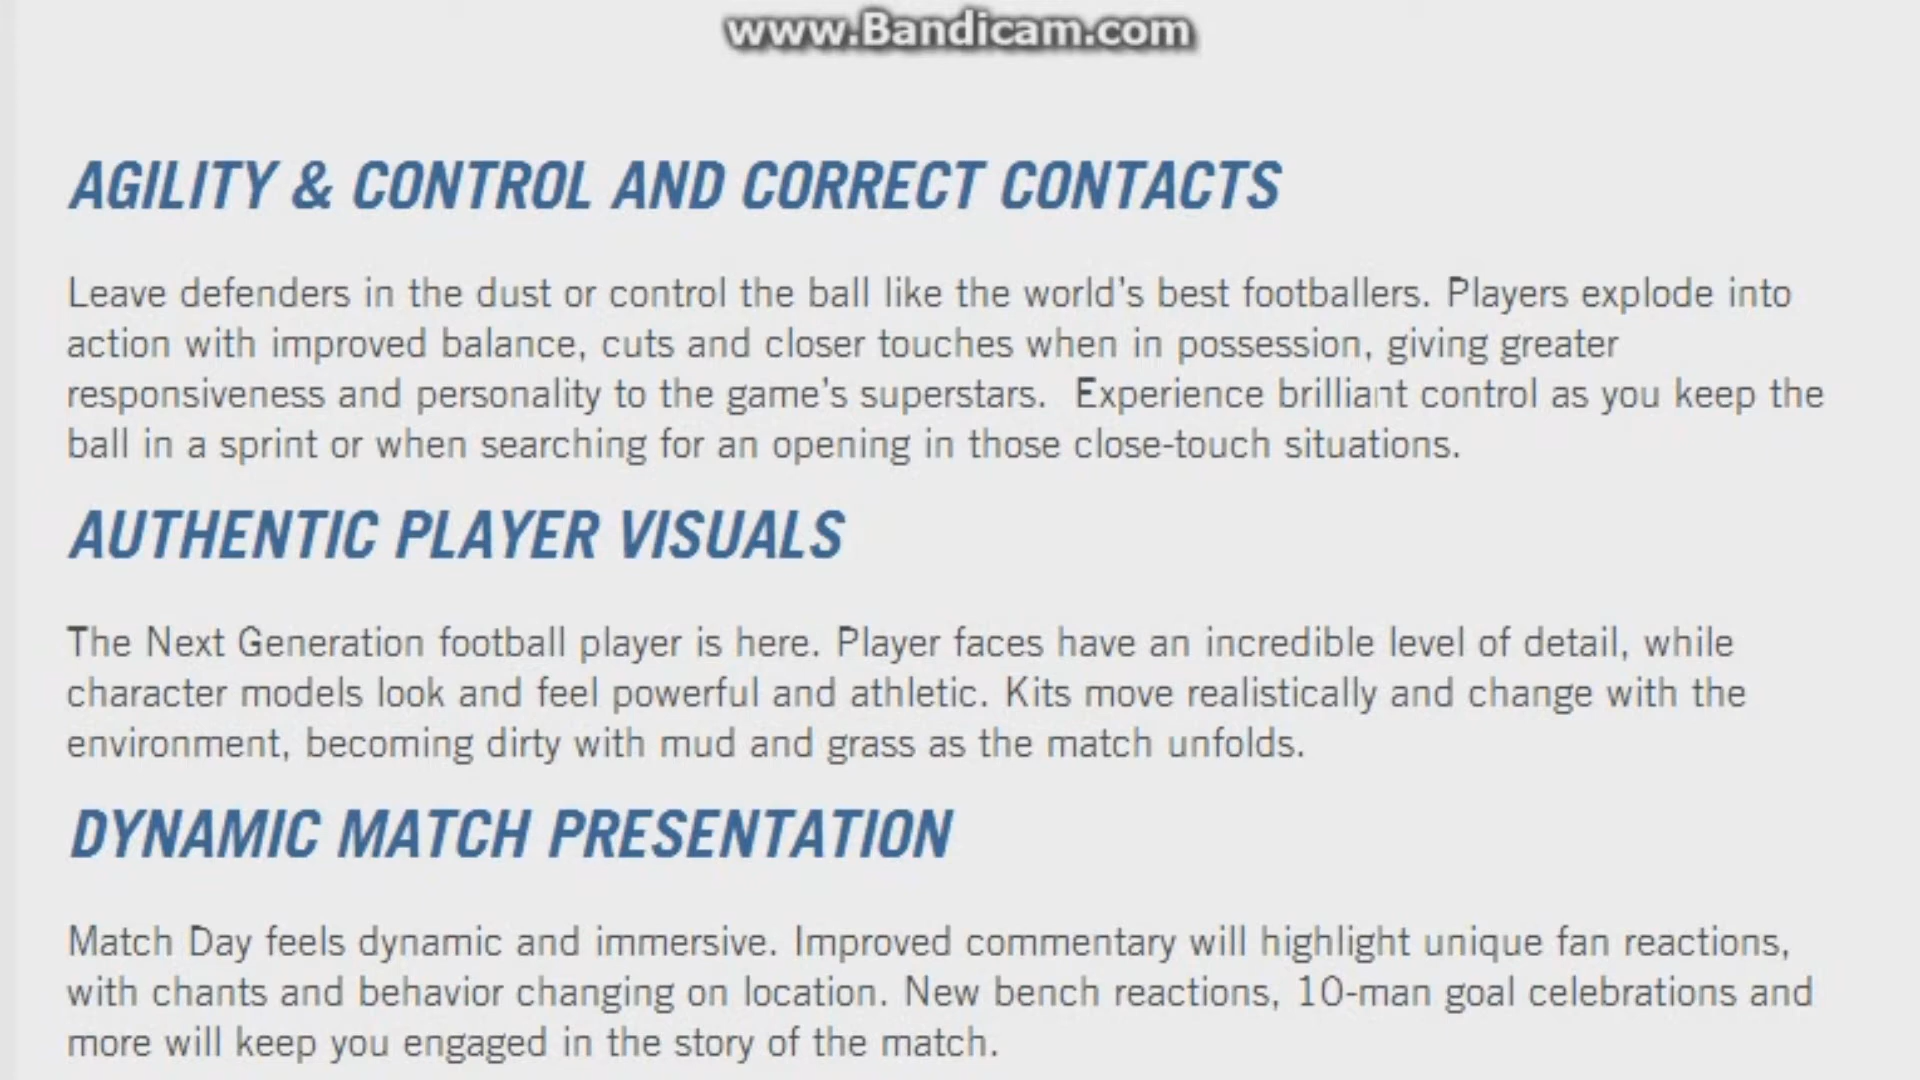 www.Bandicam.com
AGILITY & CONTROL AND CORRECT CONTACTS
Leave defenders in the dust or control the ball like the world's best footballers. Players explode into
action with improved balance, cuts and closer touches when in possession, giving greater
responsiveness and personality to the game's superstars.  Experience brilliant control as you keep the
ball in a sprint or when searching for an opening in those close-touch situations.
AUTHENTIC PLAYER VISUALS
The Next Generation football player is here. Player faces have an incredible level of detail, while
character models look and feel powerful and athletic. Kits move realistically and change with the
environment, becoming dirty with mud and grass as the match unfolds.
DYNAMIC MATCH PRESENTATION
Match Day feels dynamic and immersive. Improved commentary will highlight unique fan reactions,
with chants and behavior changing on location. New bench reactions, 10-man goal celebrations and
more will keep you engaged in the story of the match.